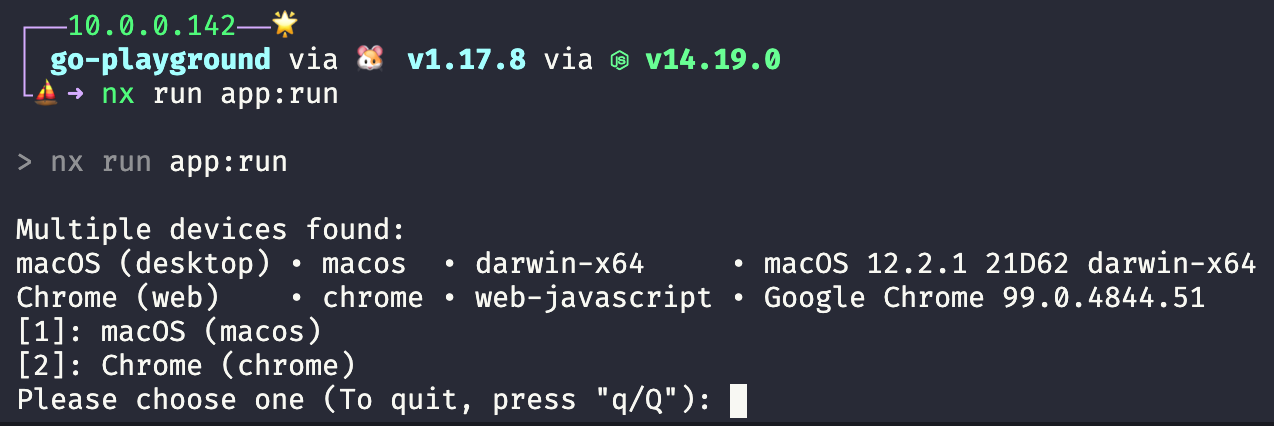 10.0.0.142
go-playground via 🐹 v1.17.8 via v14.19.0
➜ nx run app:run
> nx run app:run
Multiple devices found:
macOS (desktop) • macos  • darwin-x64     • macOS 12.2.1 21D62 darwin-x64
Chrome (web)    • chrome • web-javascript • Google Chrome 99.0.4844.51
[1]: macOS (macos)
[2]: Chrome (chrome)
Please choose one (To quit, press "q/Q"):